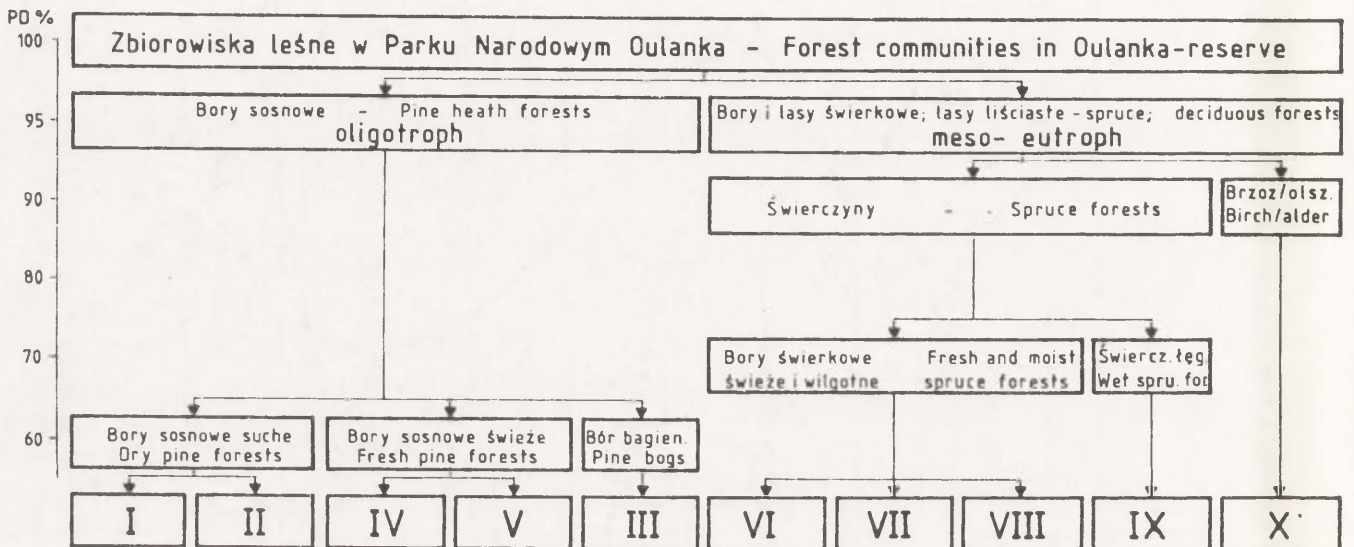 PD %
100
Zbiorowiska leśne w Parku Narodowym Oulanka - Forest communities in Oulanka-reserve
95
Bory sosnowe - Pine heath forests
oligotroph
Bory i lasy świerkowe; lasy liściaste - spruce; deciduous forests
meso- eutroph
90
Świerczyny - Spruce forests
Brzoz/olsz.
Birch/alder
80
70
Bory świerkowe Fresh and moist
świeże i wilgotne spruce forests
Świercz. łęg.
Wet spru. for
60
Bory sosnowe suche
Dry pine forests
Bory sosnowe świeże
Fresh pine forests
Bór bagien.
Pine bogs
I II IV V III VI VII VIII IX X